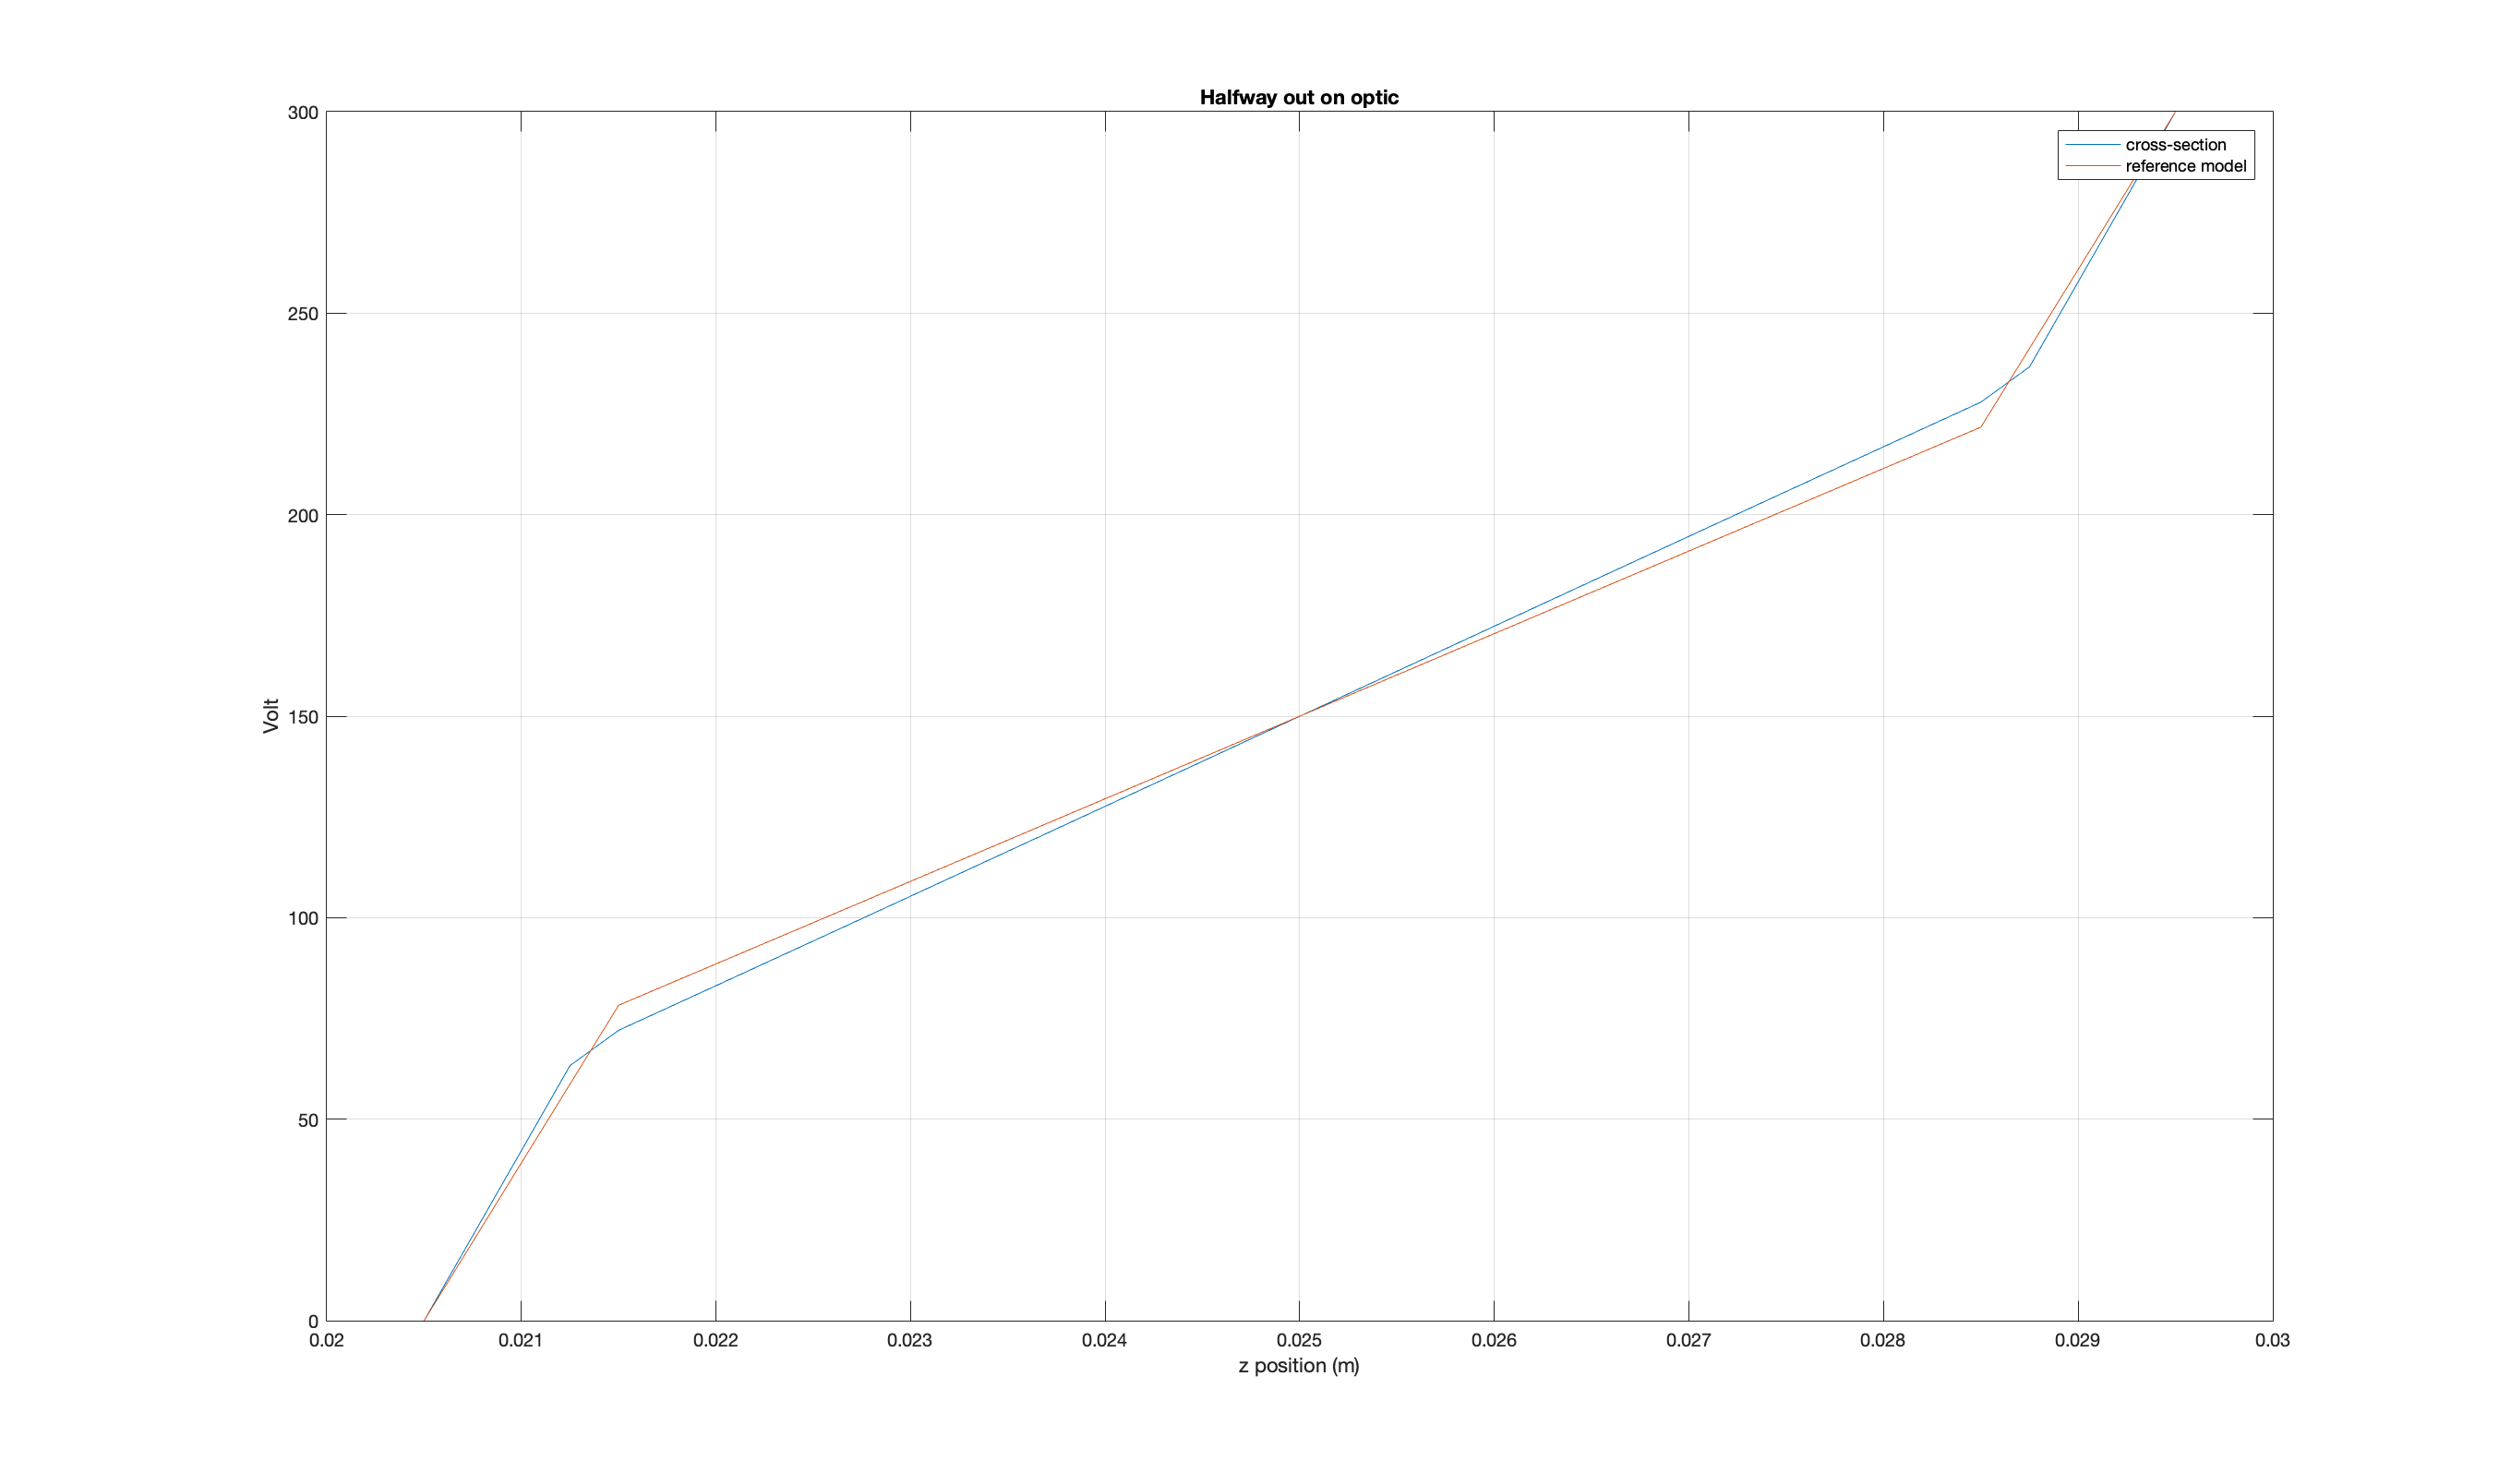 Halfway out on optic
300
cross-section
reference model
250
200
Volt
150
100
50
0
0.02 0.021 0.022 0.023 0.024 0.025 0.026 0.027 0.028 0.029 0.03
z position (m)